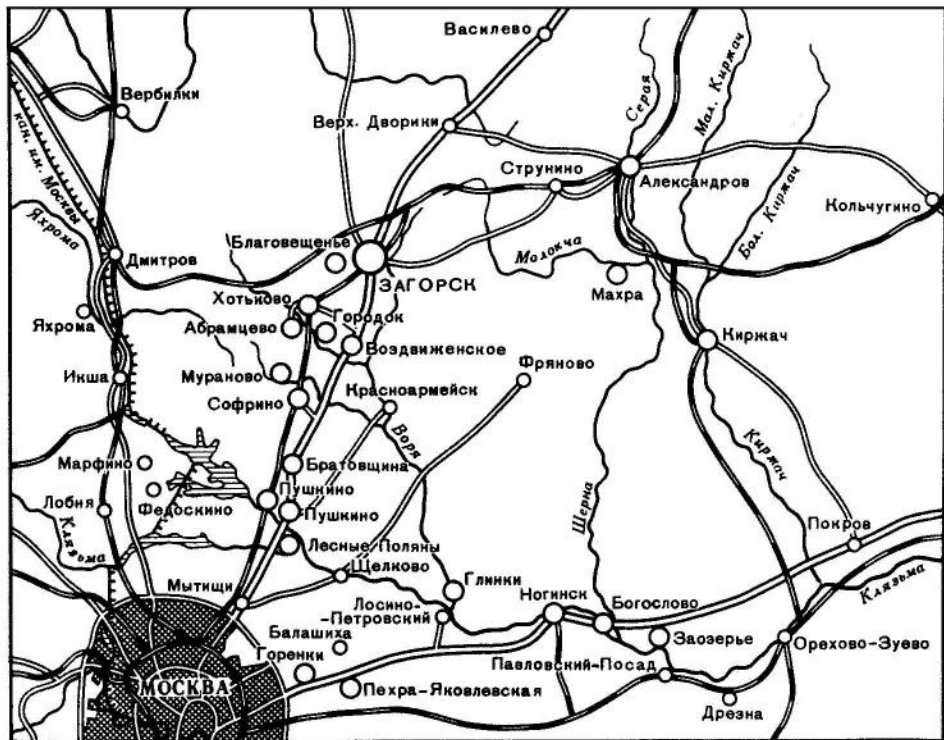 Василево
Вербилки
кан. им. Москвы
Верх. Дворики
Серая
Мал. Киржач
Бол. Киржач
Струнино
Александров
Кольчугино
Яхрома
Дмитров
Благовещенье
ЗАГОРСК
Молокча
Махра
Хотьково
Абрамцево
Городок
Яхрома
Воздвиженское
Киржач
Фряново
Икша
Мураново
Красноармейск
Софрино
Воря
Киржач
Марфино
Братовщина
Федоскино
Пушнино
Пушкино
Лобня
Клязьма
Шерна
Покров
Лесные Поляны
Щелково
Мытищи
Глинки
Клязьма
Лосино-
-Петровский
Ногинск
Богослово
Балашиха
Заозерье
Орехово-Зуево
Горенки
Павловский-Посад
МОСКВА
Пехра-Яковлевская
Дрезна